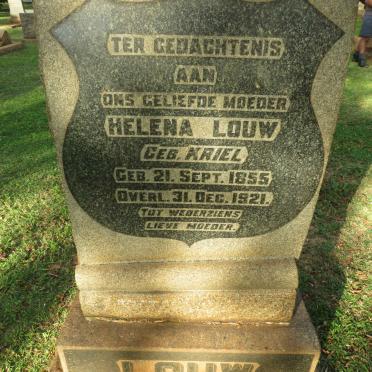 TER GEDACHTENIS
AAN
ONS GELIEFDE MOEDER
HELENA LOUW
GEB. KRIEL
GEB. 21. SEPT. 1855
OVERL. 31. DEC. 1921.
TOT WEDERZIENS
LIEVE MOEDER.
LOUW